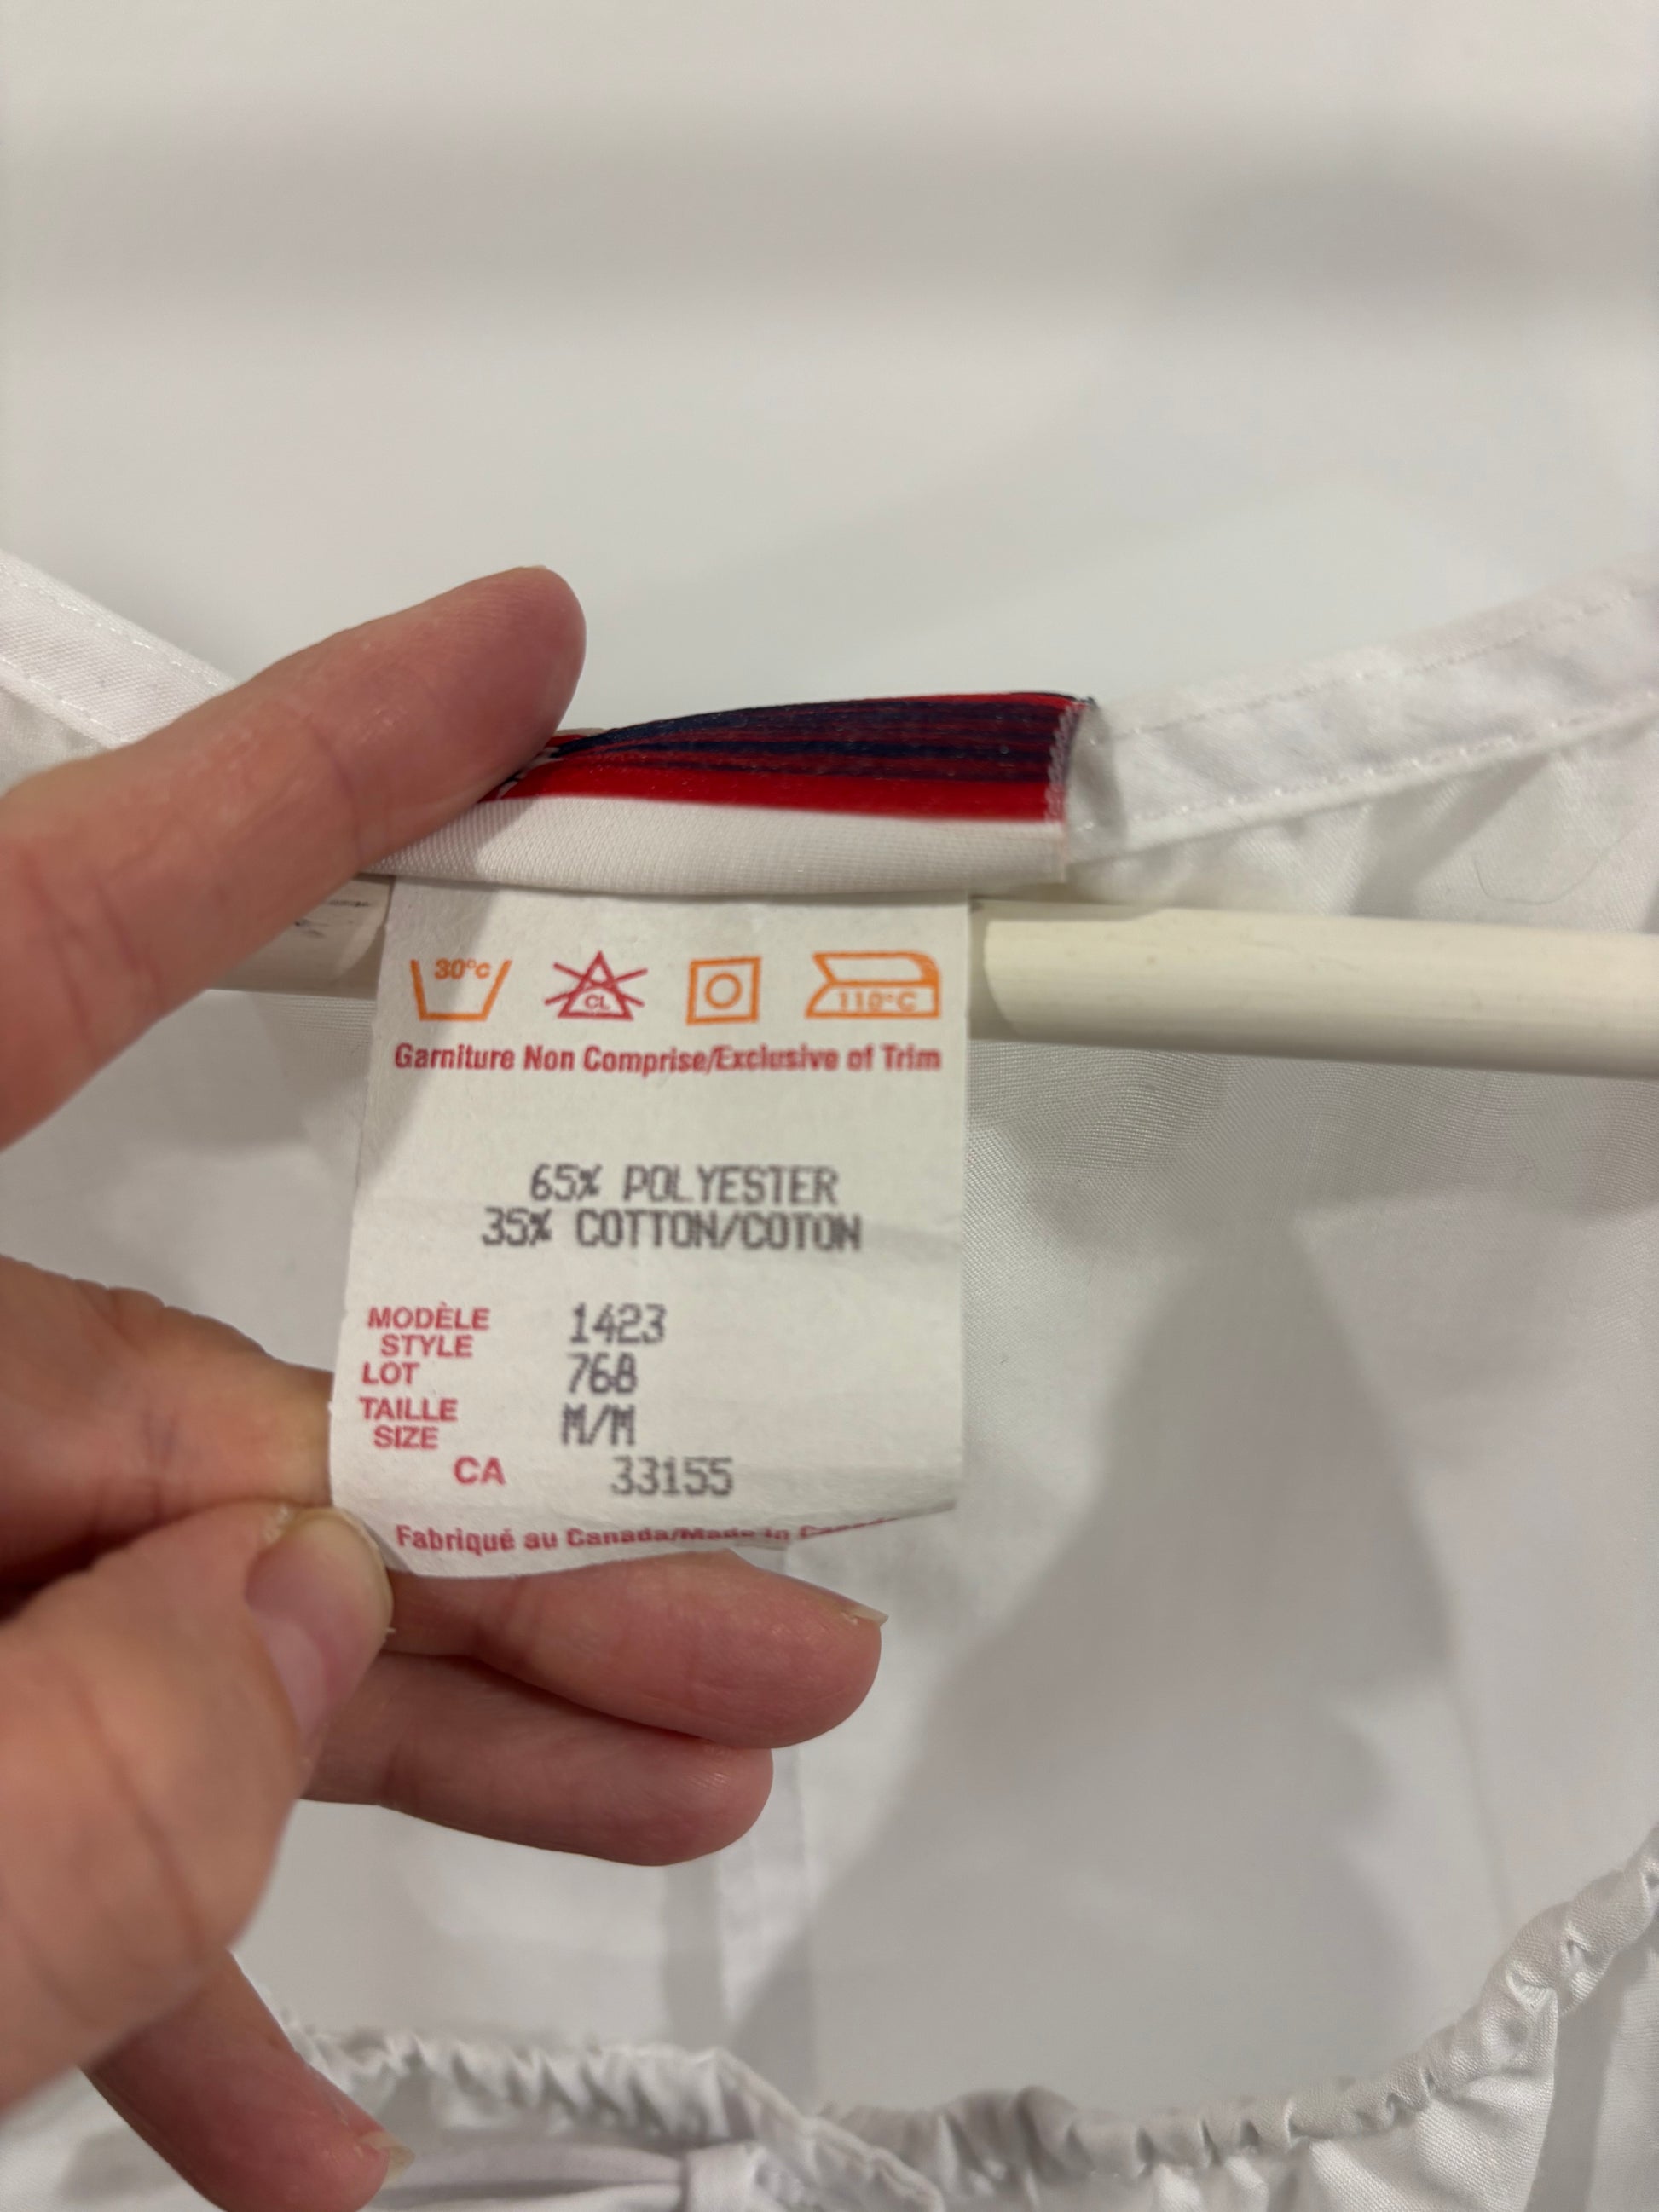 30°C CL 110°C
Garniture Non Comprise/Exclusive of Trim
65% POLYESTER
35% COTTON/COTON
MODÈLE 1423
STYLE
LOT 768
TAILLE M/M
SIZE
CA 33155
Fabriqué au Canada/Made in Canada